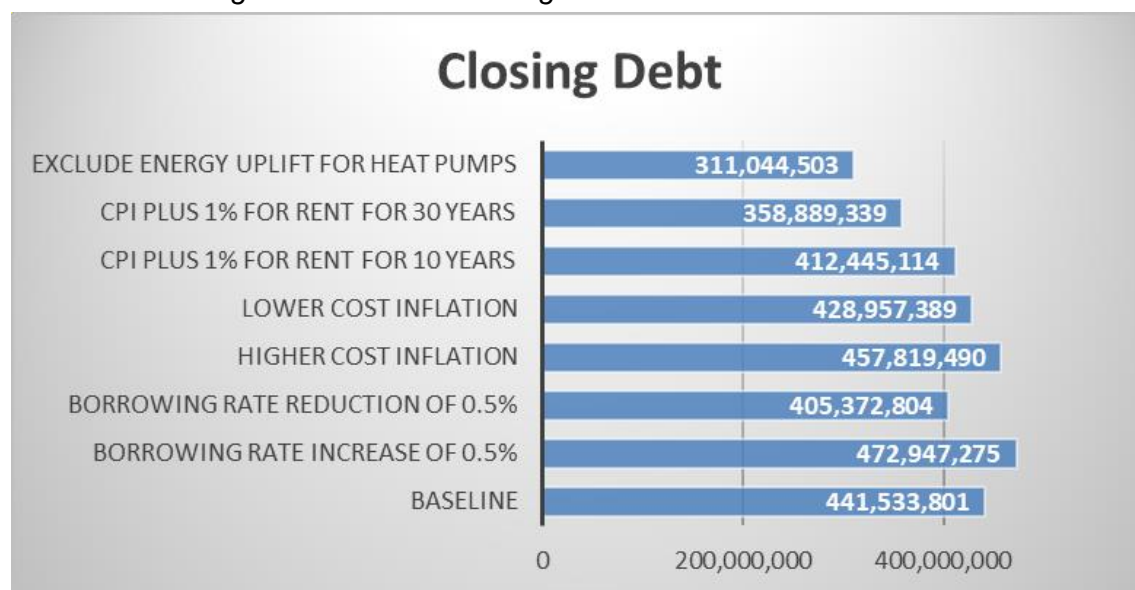 Closing Debt
EXCLUDE ENERGY UPLIFT FOR HEAT PUMPS 311,044,503
CPI PLUS 1% FOR RENT FOR 30 YEARS 358,889,339
CPI PLUS 1% FOR RENT FOR 10 YEARS 412,445,114
LOWER COST INFLATION 428,957,389
HIGHER COST INFLATION 457,819,490
BORROWING RATE REDUCTION OF 0.5% 405,372,804
BORROWING RATE INCREASE OF 0.5% 472,947,275
BASELINE 441,533,801
0 200,000,000 400,000,000